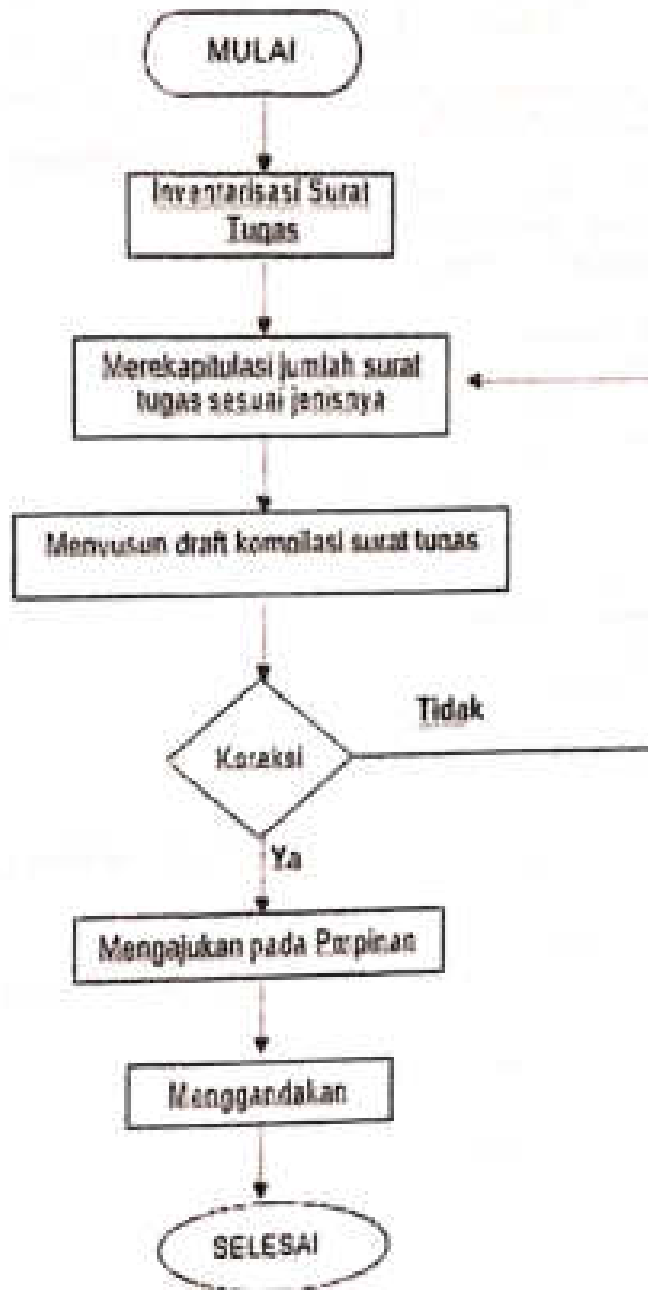 MULAI
Inventarisasi Surat
Tugas
Merekapitulasi jumlah surat
tugas sesuai jenisnya
Menyusun draft kompilasi surat tugas
Koreksi
Tidak
Ya
Mengajukan pada
Menggandakan
SELESAI